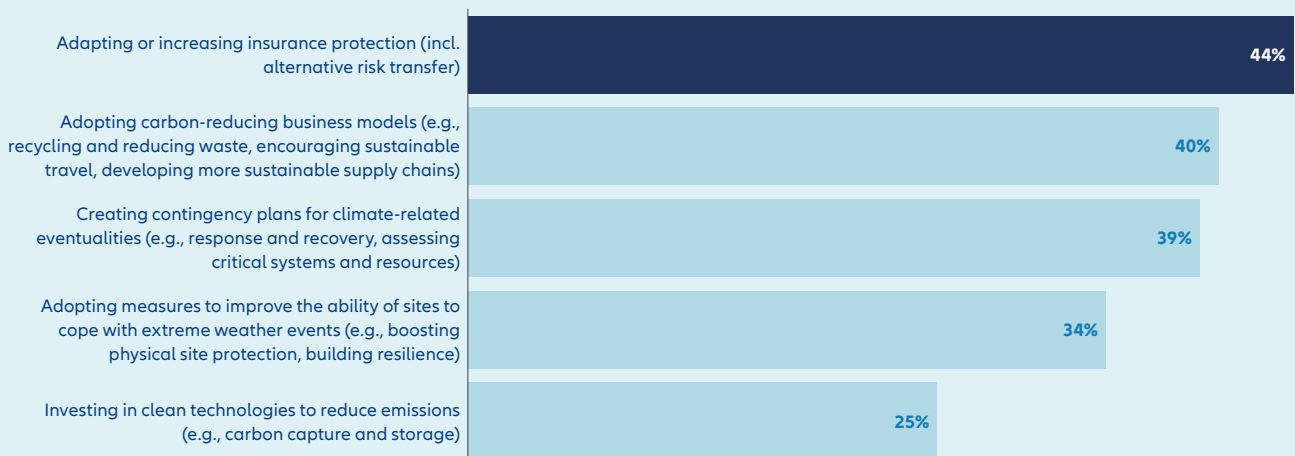 Adapting or increasing insurance protection (incl.
alternative risk transfer)
44%
Adopting carbon-reducing business models (e.g.,
recycling and reducing waste, encouraging sustainable
travel, developing more sustainable supply chains)
40%
Creating contingency plans for climate-related
eventualities (e.g., response and recovery, assessing
critical systems and resources)
39%
Adopting measures to improve the ability of sites to
cope with extreme weather events (e.g., boosting
physical site protection, building resilience)
34%
Investing in clean technologies to reduce emissions
(e.g., carbon capture and storage)
25%